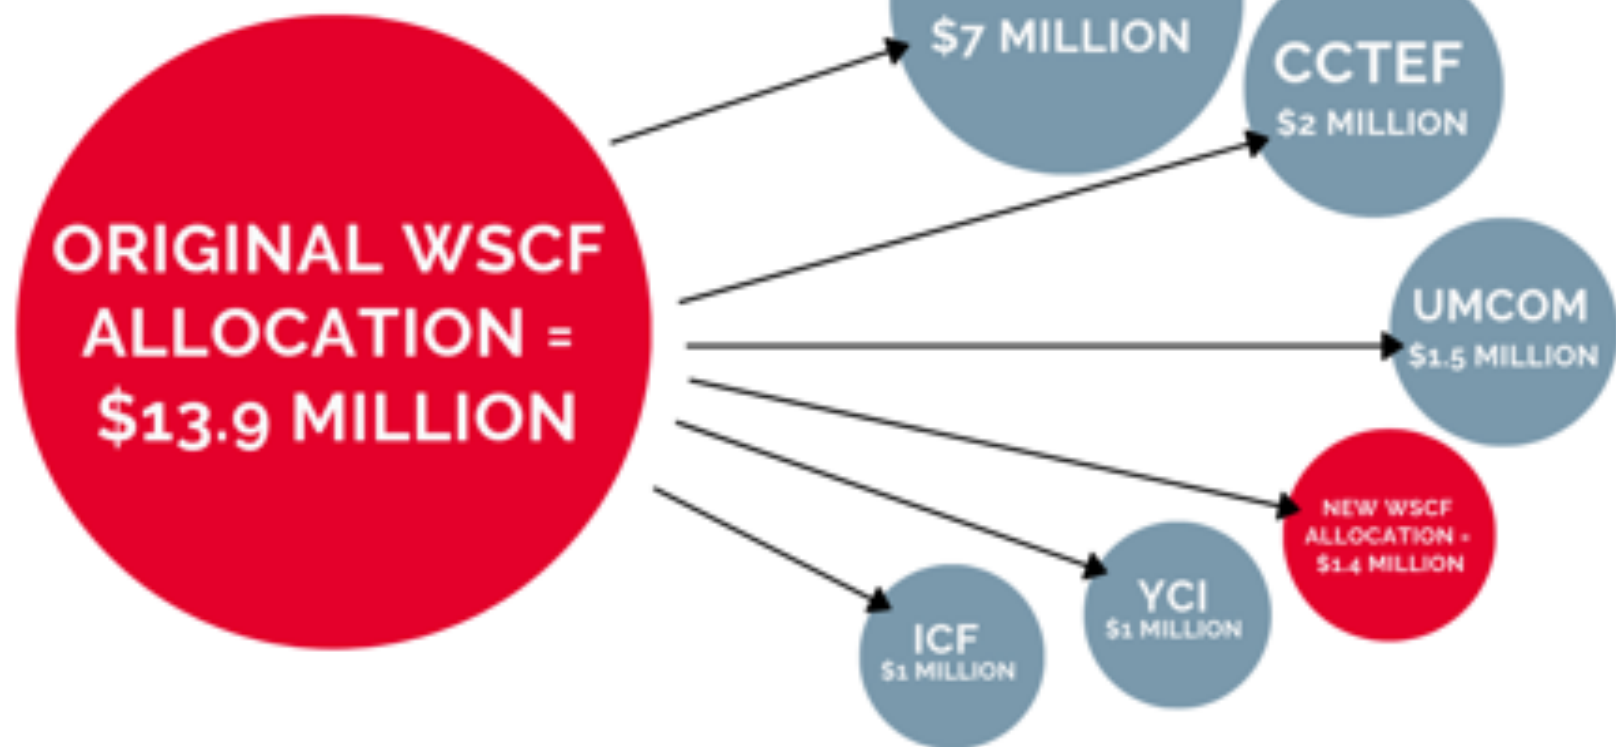 ORIGINAL WSCF
ALLOCATION =
$13.9 MILLION
$7 MILLION
CCTEF
$2 MILLION
UMCOM
$1.5 MILLION
NEW WSCF
ALLOCATION =
$1.4 MILLION
YCI
$1 MILLION
ICF
$1 MILLION